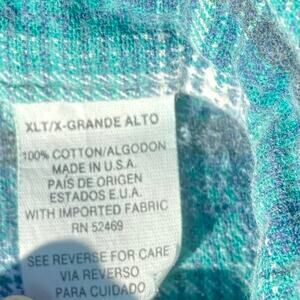 XLT/X-GRANDE ALTO
100% COTTON/ALGODON
MADE IN U.S.A.
PAÍS DE ORIGEN
ESTADOS E.U.A.
WITH IMPORTED FABRIC
RN 52469
SEE REVERSE FOR CARE
VIA REVERSO
PARA CUIDADO